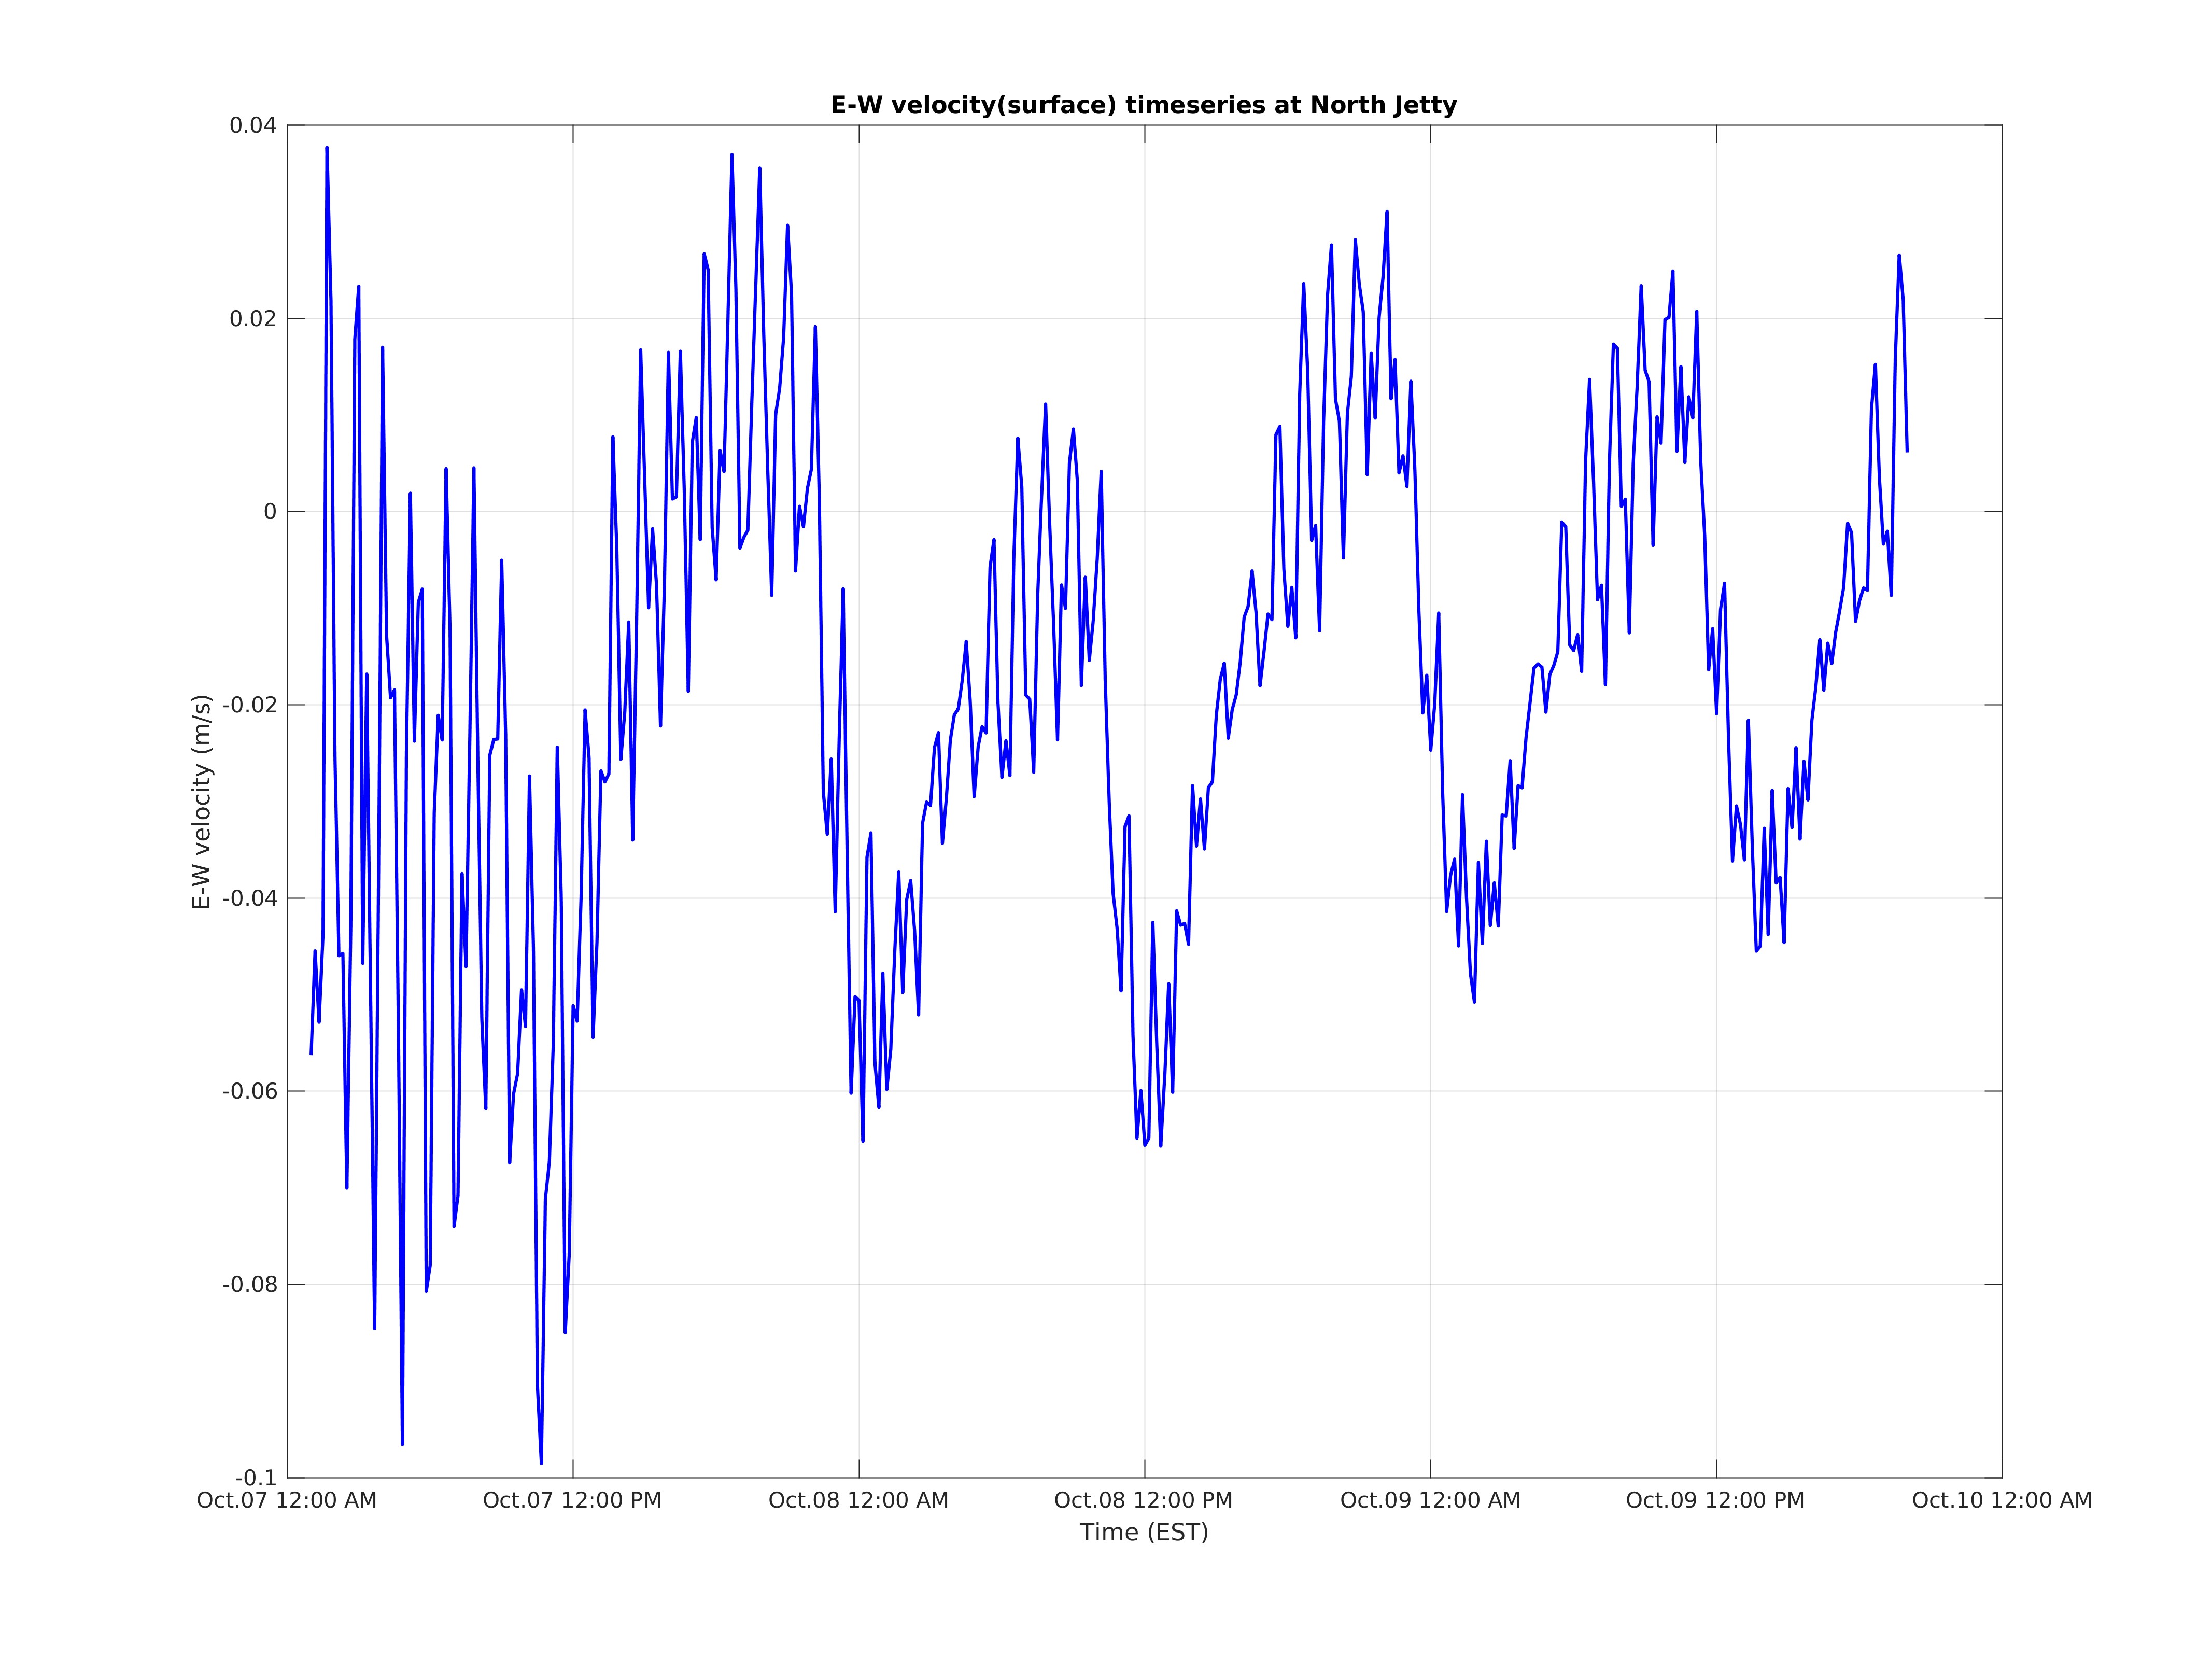 E-W velocity(surface) timeseries at North Jetty
0.04
0.02
0
-0.02
-0.04
-0.06
-0.08
-0.1
E-W velocity (m/s)
Oct.07 12:00 AM
Oct.07 12:00 PM
Oct.08 12:00 AM
Oct.08 12:00 PM
Oct.09 12:00 AM
Oct.09 12:00 PM
Oct.10 12:00 AM
Time (EST)